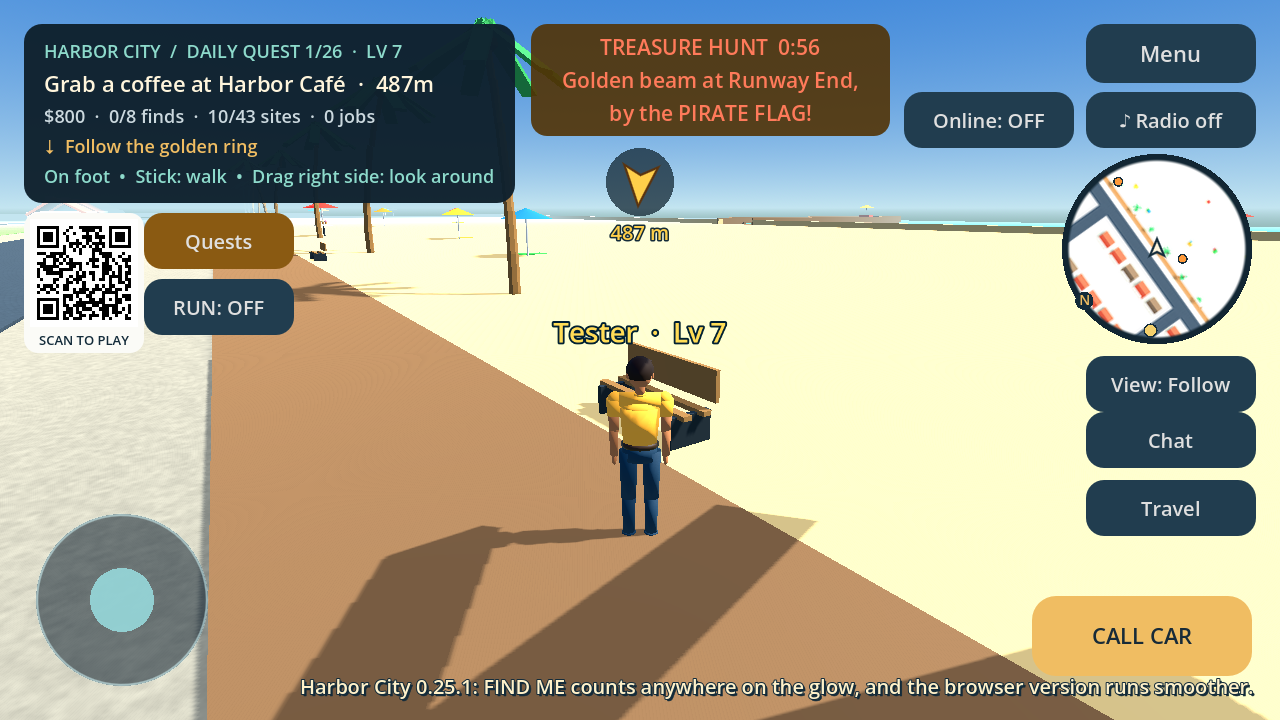 HARBOR CITY / DAILY QUEST 1/26 · LV 7
Grab a coffee at Harbor Café · 487m
$800 · 0/8 finds · 10/43 sites · 0 jobs
↓ Follow the golden ring
On foot • Stick: walk • Drag right side: look around
TREASURE HUNT 0:56
Golden beam at Runway End,
by the PIRATE FLAG!
Menu
Online: OFF
♪ Radio off
487 m
Quests
RUN: OFF
SCAN TO PLAY
N
Tester · Lv 7
View: Follow
Chat
Travel
CALL CAR
Harbor City 0.25.1: FIND ME counts anywhere on the glow, and the browser version runs smoother.